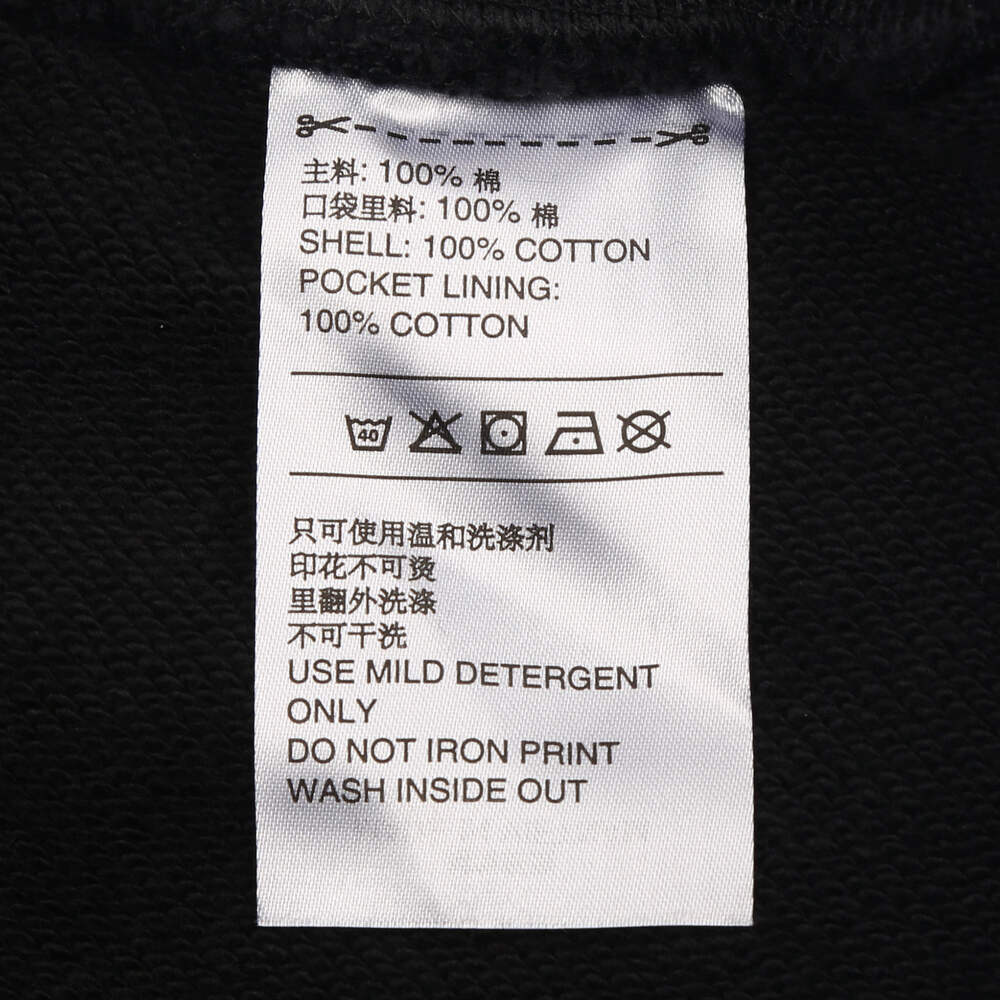 主料: 100% 棉
口袋里料: 100% 棉
SHELL: 100% COTTON
POCKET LINING:
100% COTTON
40
只可使用温和洗涤剂
印花不可烫
里翻外洗涤
不可干洗
USE MILD DETERGENT
ONLY
DO NOT IRON PRINT
WASH INSIDE OUT